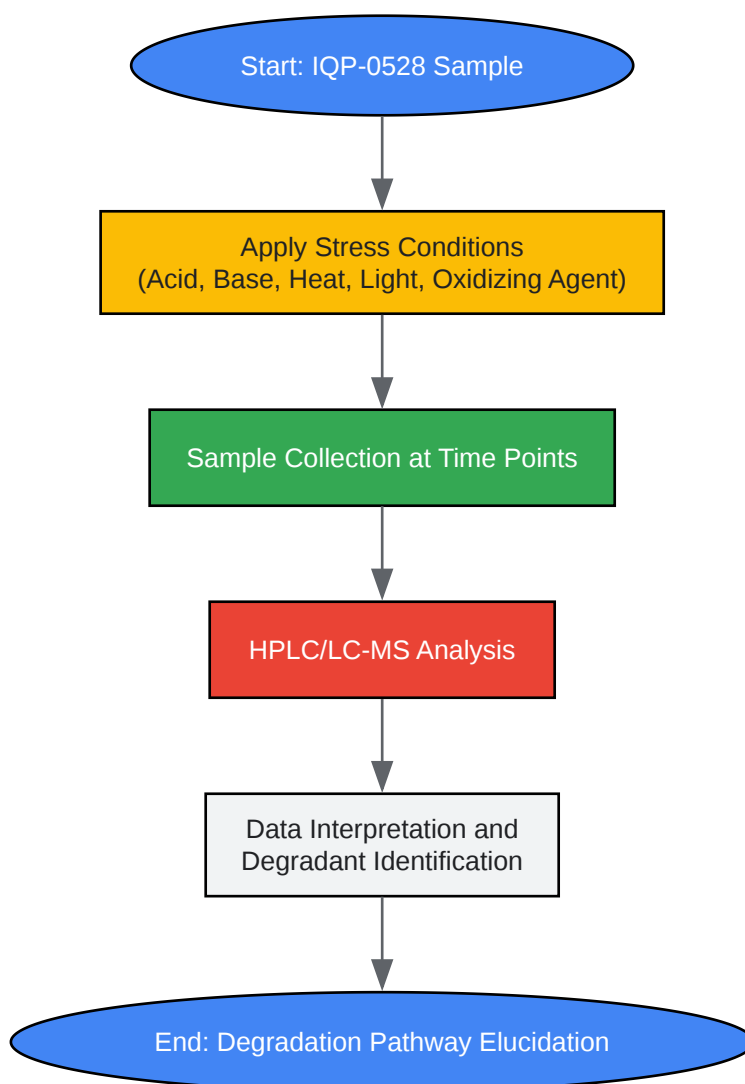 Start: IQP-0528 Sample
Apply Stress Conditions
(Acid, Base, Heat, Light, Oxidizing Agent)
Sample Collection at Time Points
HPLC/LC-MS Analysis
Data Interpretation and
Degradant Identification
End: Degradation Pathway Elucidation